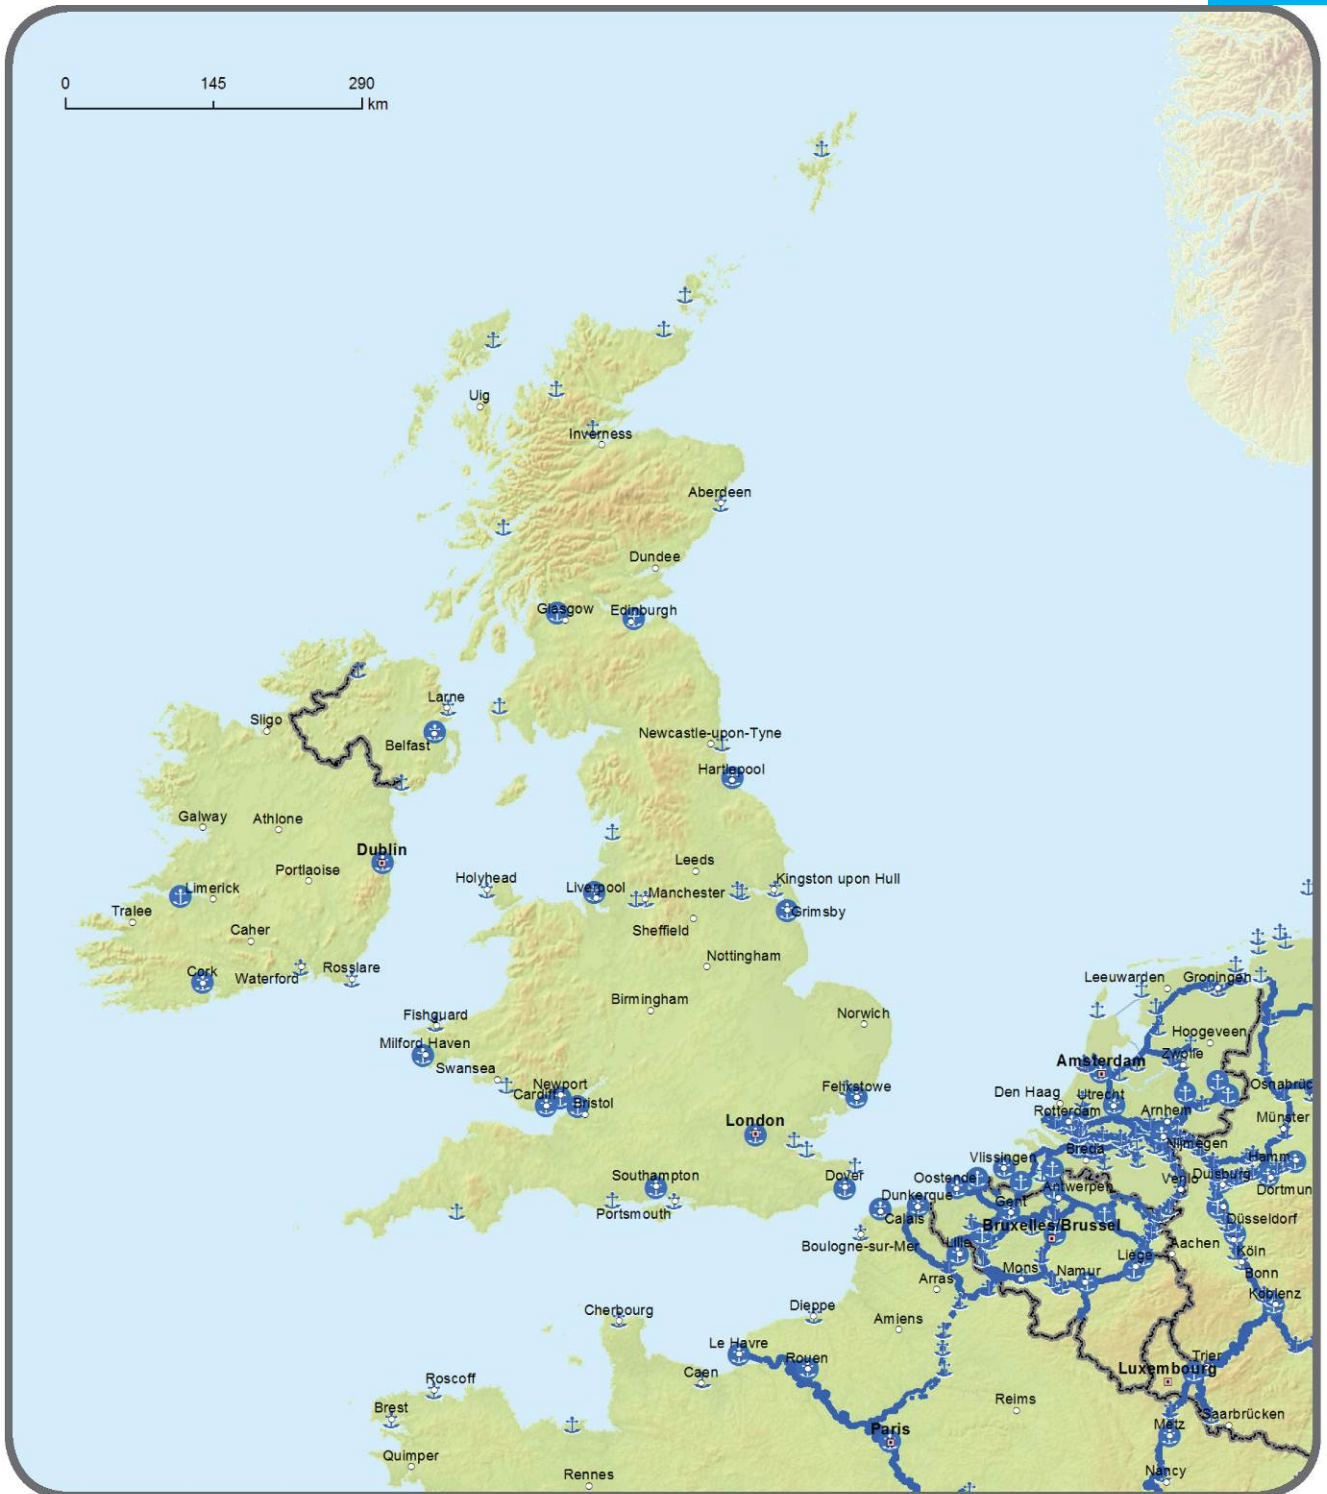 0 145 290
km
Uig
Inverness
Aberdeen
Dundee
Glasgow
Edinburgh
Larne
Sligo
Belfast
Newcastle-upon-Tyne
Hartlepool
Galway
Athlone
Dublin
Portlaoise
Leeds
Holyhead
Liverpool
Manchester
Kingston upon Hull
Limerick
Tralee
Grimsby
Caher
Sheffield
Nottingham
Cork
Waterford
Rosslare
Leeuwarden
Groningen
Birmingham
Norwich
Fishguard
Milford Haven
Hoogeveen
Zwolle
Swansea
Amsterdam
Newport
Cardiff
Bristol
Felixstowe
Den Haag
Utrecht
Osnabrüc
Rotterdam
Arnhem
Münster
London
Nijmegen
Breda
Vlissingen
Hamm
Southampton
Dover
Oostende
Duisburg
Venlo
Antwerpen
Dortmun
Portsmouth
Dunkerque
Gent
Calais
Bruxelles/Brussel
Düsseldorf
Boulogne-sur-Mer
Lille
Aachen
Liège
Köln
Mons
Namur
Bonn
Arras
Koblenz
Cherbourg
Dieppe
Amiens
Le Havre
Rouen
Trier
Luxembourg
Caen
Roscoff
Reims
Brest
Saarbrücken
Metz
Paris
Quimper
Rennes
Nancy